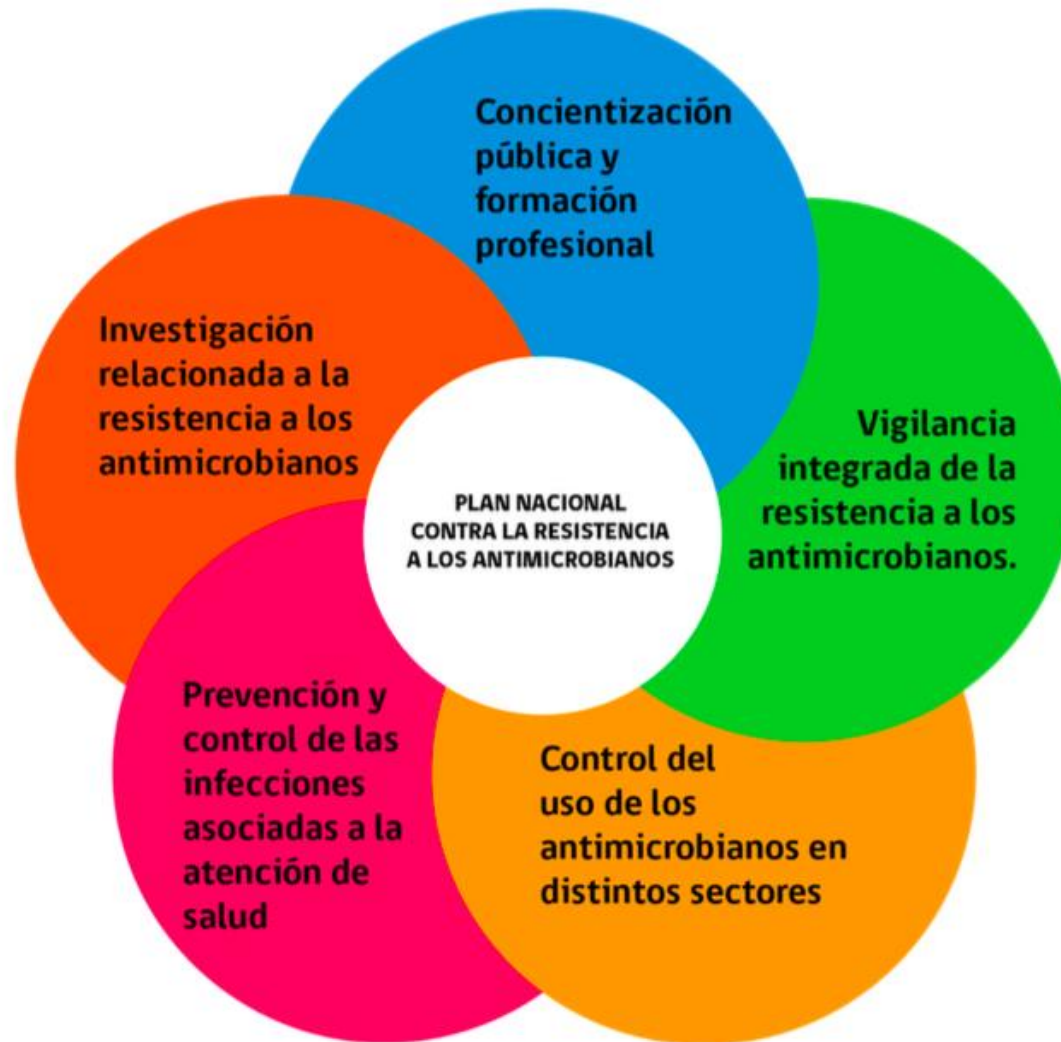 Concientización
pública y
formación
profesional
Vigilancia
integrada de la
resistencia a los
antimicrobianos.
Control del
uso de los
antimicrobianos en
distintos sectores
Prevención y
control de las
infecciones
asociadas a la
atención de
salud
Investigación
relacionada a la
resistencia a los
antimicrobianos
PLAN NACIONAL
CONTRA LA RESISTENCIA
A LOS ANTIMICROBIANOS